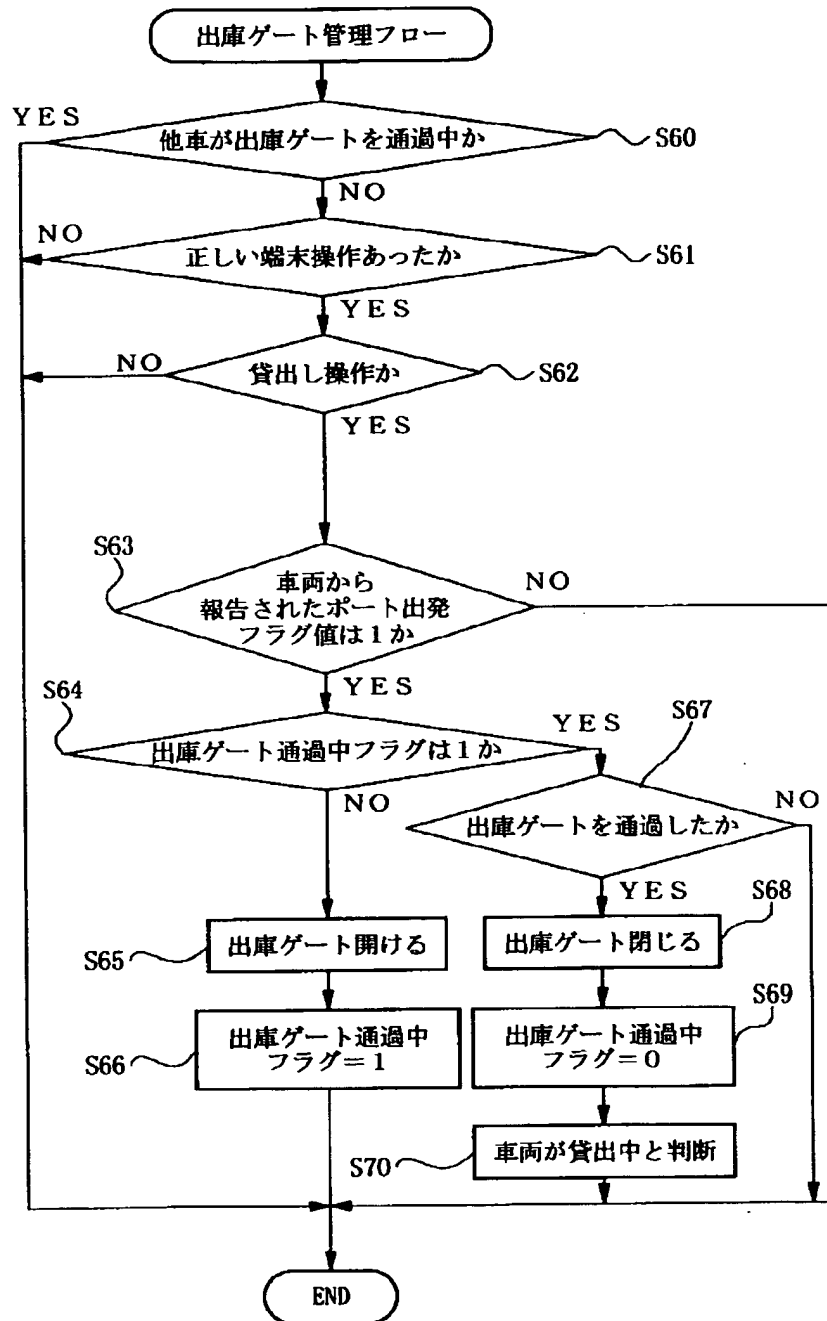 出庫ゲート管理フロー
YES
他車が出庫ゲートを通過中か
S60
NO
NO
正しい端末操作あったか
S61
YES
NO
貸出し操作か
S62
YES
S63
車両から
報告されたポート出発
フラグ値は1か
NO
YES
S64
出庫ゲート通過中フラグは1か
YES
S67
NO
出庫ゲートを通過したか
NO
YES
S65
出庫ゲート開ける
出庫ゲート閉じる
S68
S66
出庫ゲート通過中
フラグ=1
出庫ゲート通過中
フラグ=0
S69
S70
車両が貸出中と判断
END